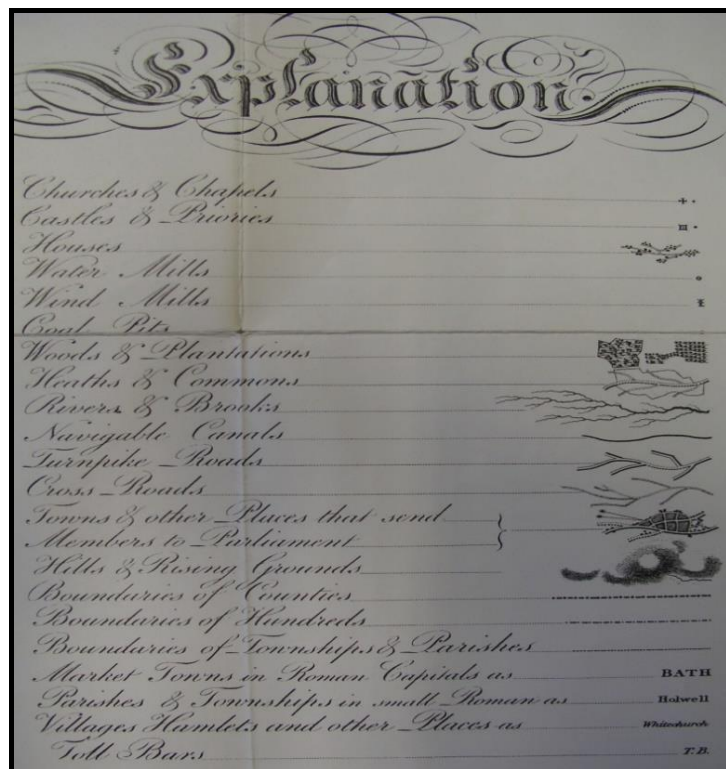 Explanation.
Churches & Chapels
Castles & Priories
Houses
Water Mills
Wind Mills
Coal Pits
Woods & Plantations
Heaths & Commons
Rivers & Brooks
Navigable Canals
Turnpike Roads
Cross Roads
Towns & other Places that send
Members to Parliament
Hills & Rising Grounds
Boundaries of Counties
Boundaries of Hundreds
Boundaries of Townships & Parishes
Market Towns in Roman Capitals as BATH
Parishes & Townships in small Roman as Holwell
Villages Hamlets and other Places as Whitchurch
Toll Bars T.B.